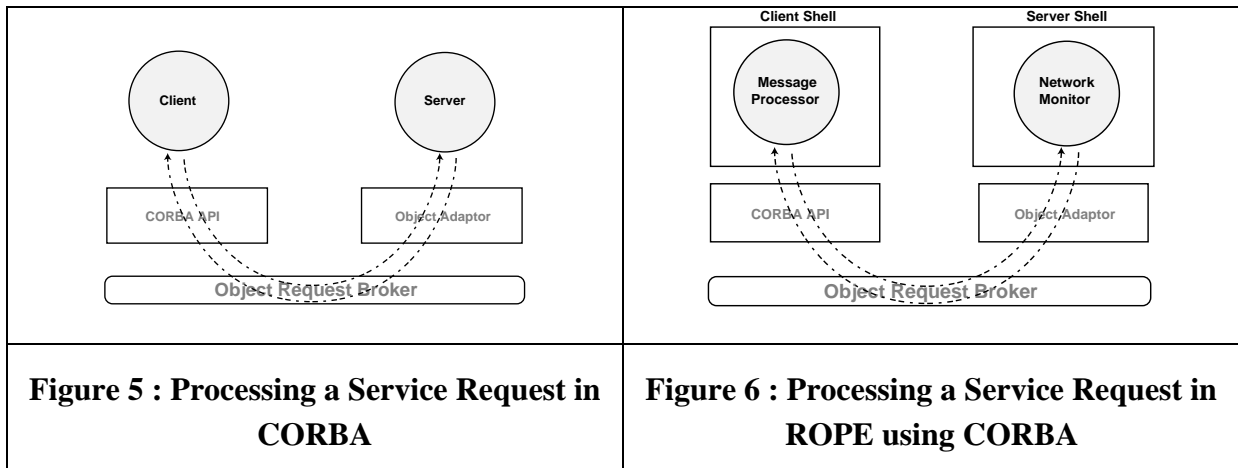 Client
Server
CORBA API
Object Adaptor
Object Request Broker
Figure 5 : Processing a Service Request in
CORBA
Client Shell
Server Shell
Message
Processor
Network
Monitor
CORBA API
Object Adaptor
Object Request Broker
Figure 6 : Processing a Service Request in
ROPE using CORBA